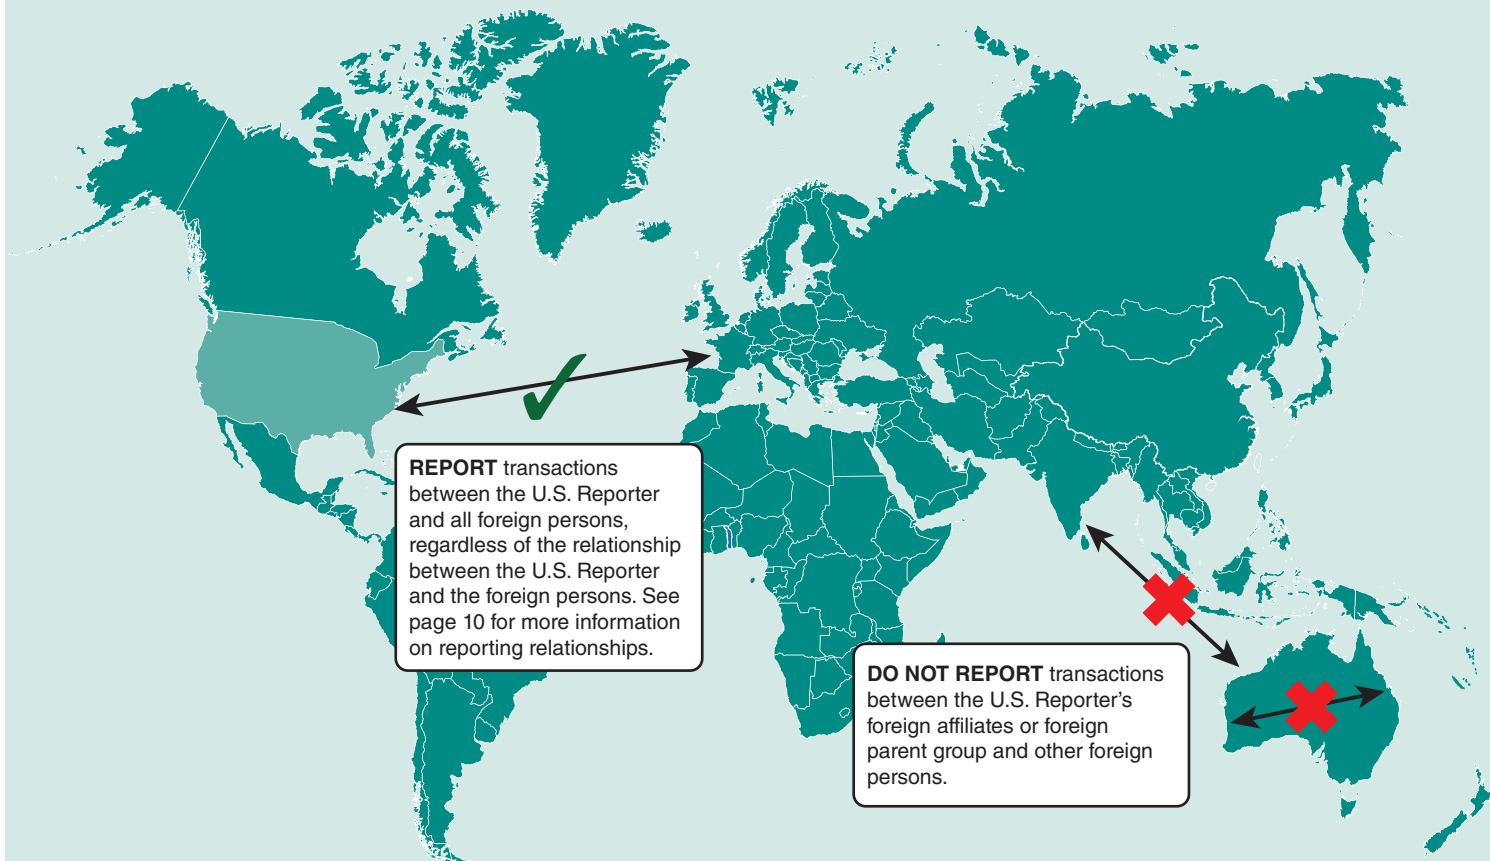 REPORT transactions
between the U.S. Reporter
and all foreign persons,
regardless of the relationship
between the U.S. Reporter
and the foreign persons. See
page 10 for more information
on reporting relationships.
DO NOT REPORT transactions
between the U.S. Reporter’s
foreign affiliates or foreign
parent group and other foreign
persons.